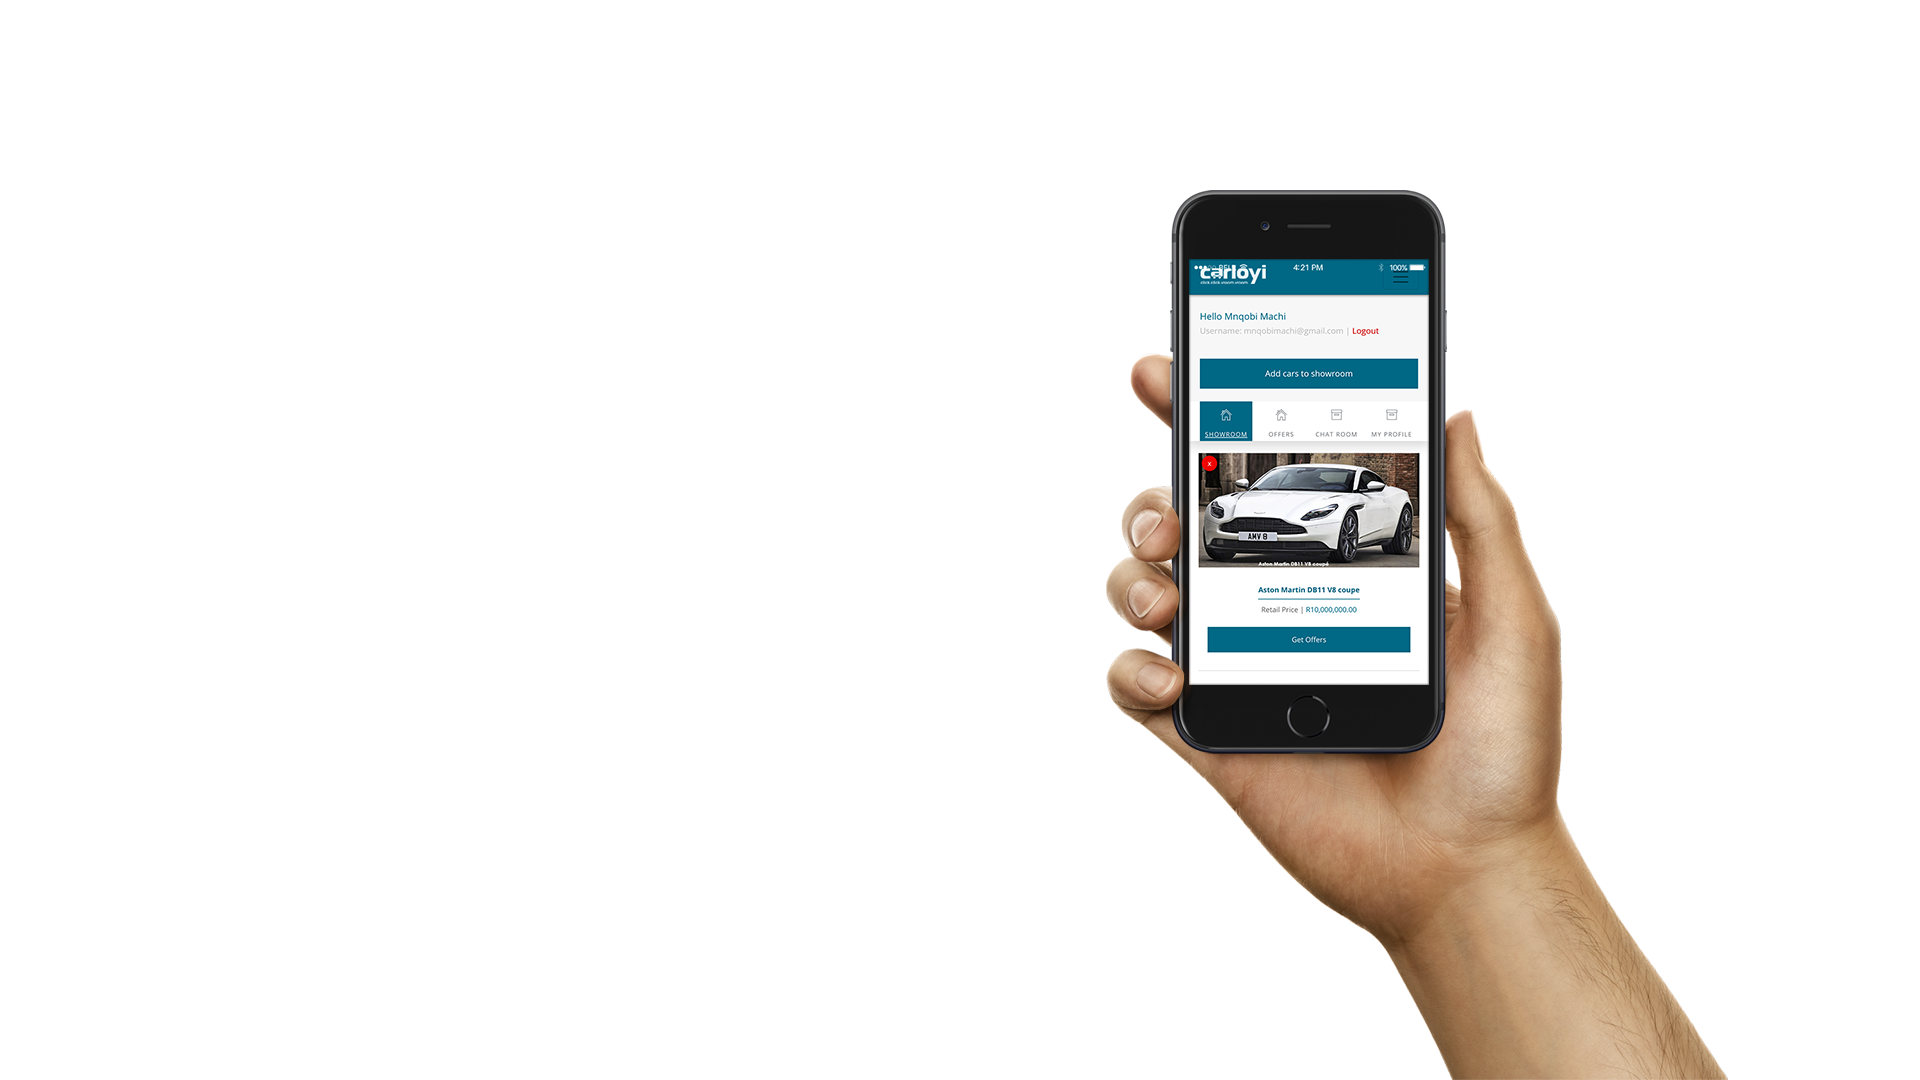 4:21 PM
100%
carloyi
click click vroom vroom
Hello Mnqobi Machi
Username: mnqobimachi@gmail.com | Logout
Add cars to showroom
SHOWROOM
OFFERS
CHAT ROOM
MY PROFILE
x
AMV 8
Aston Martin DB11 V8 coupé
Aston Martin DB11 V8 coupe
Retail Price | R10,000,000.00
Get Offers